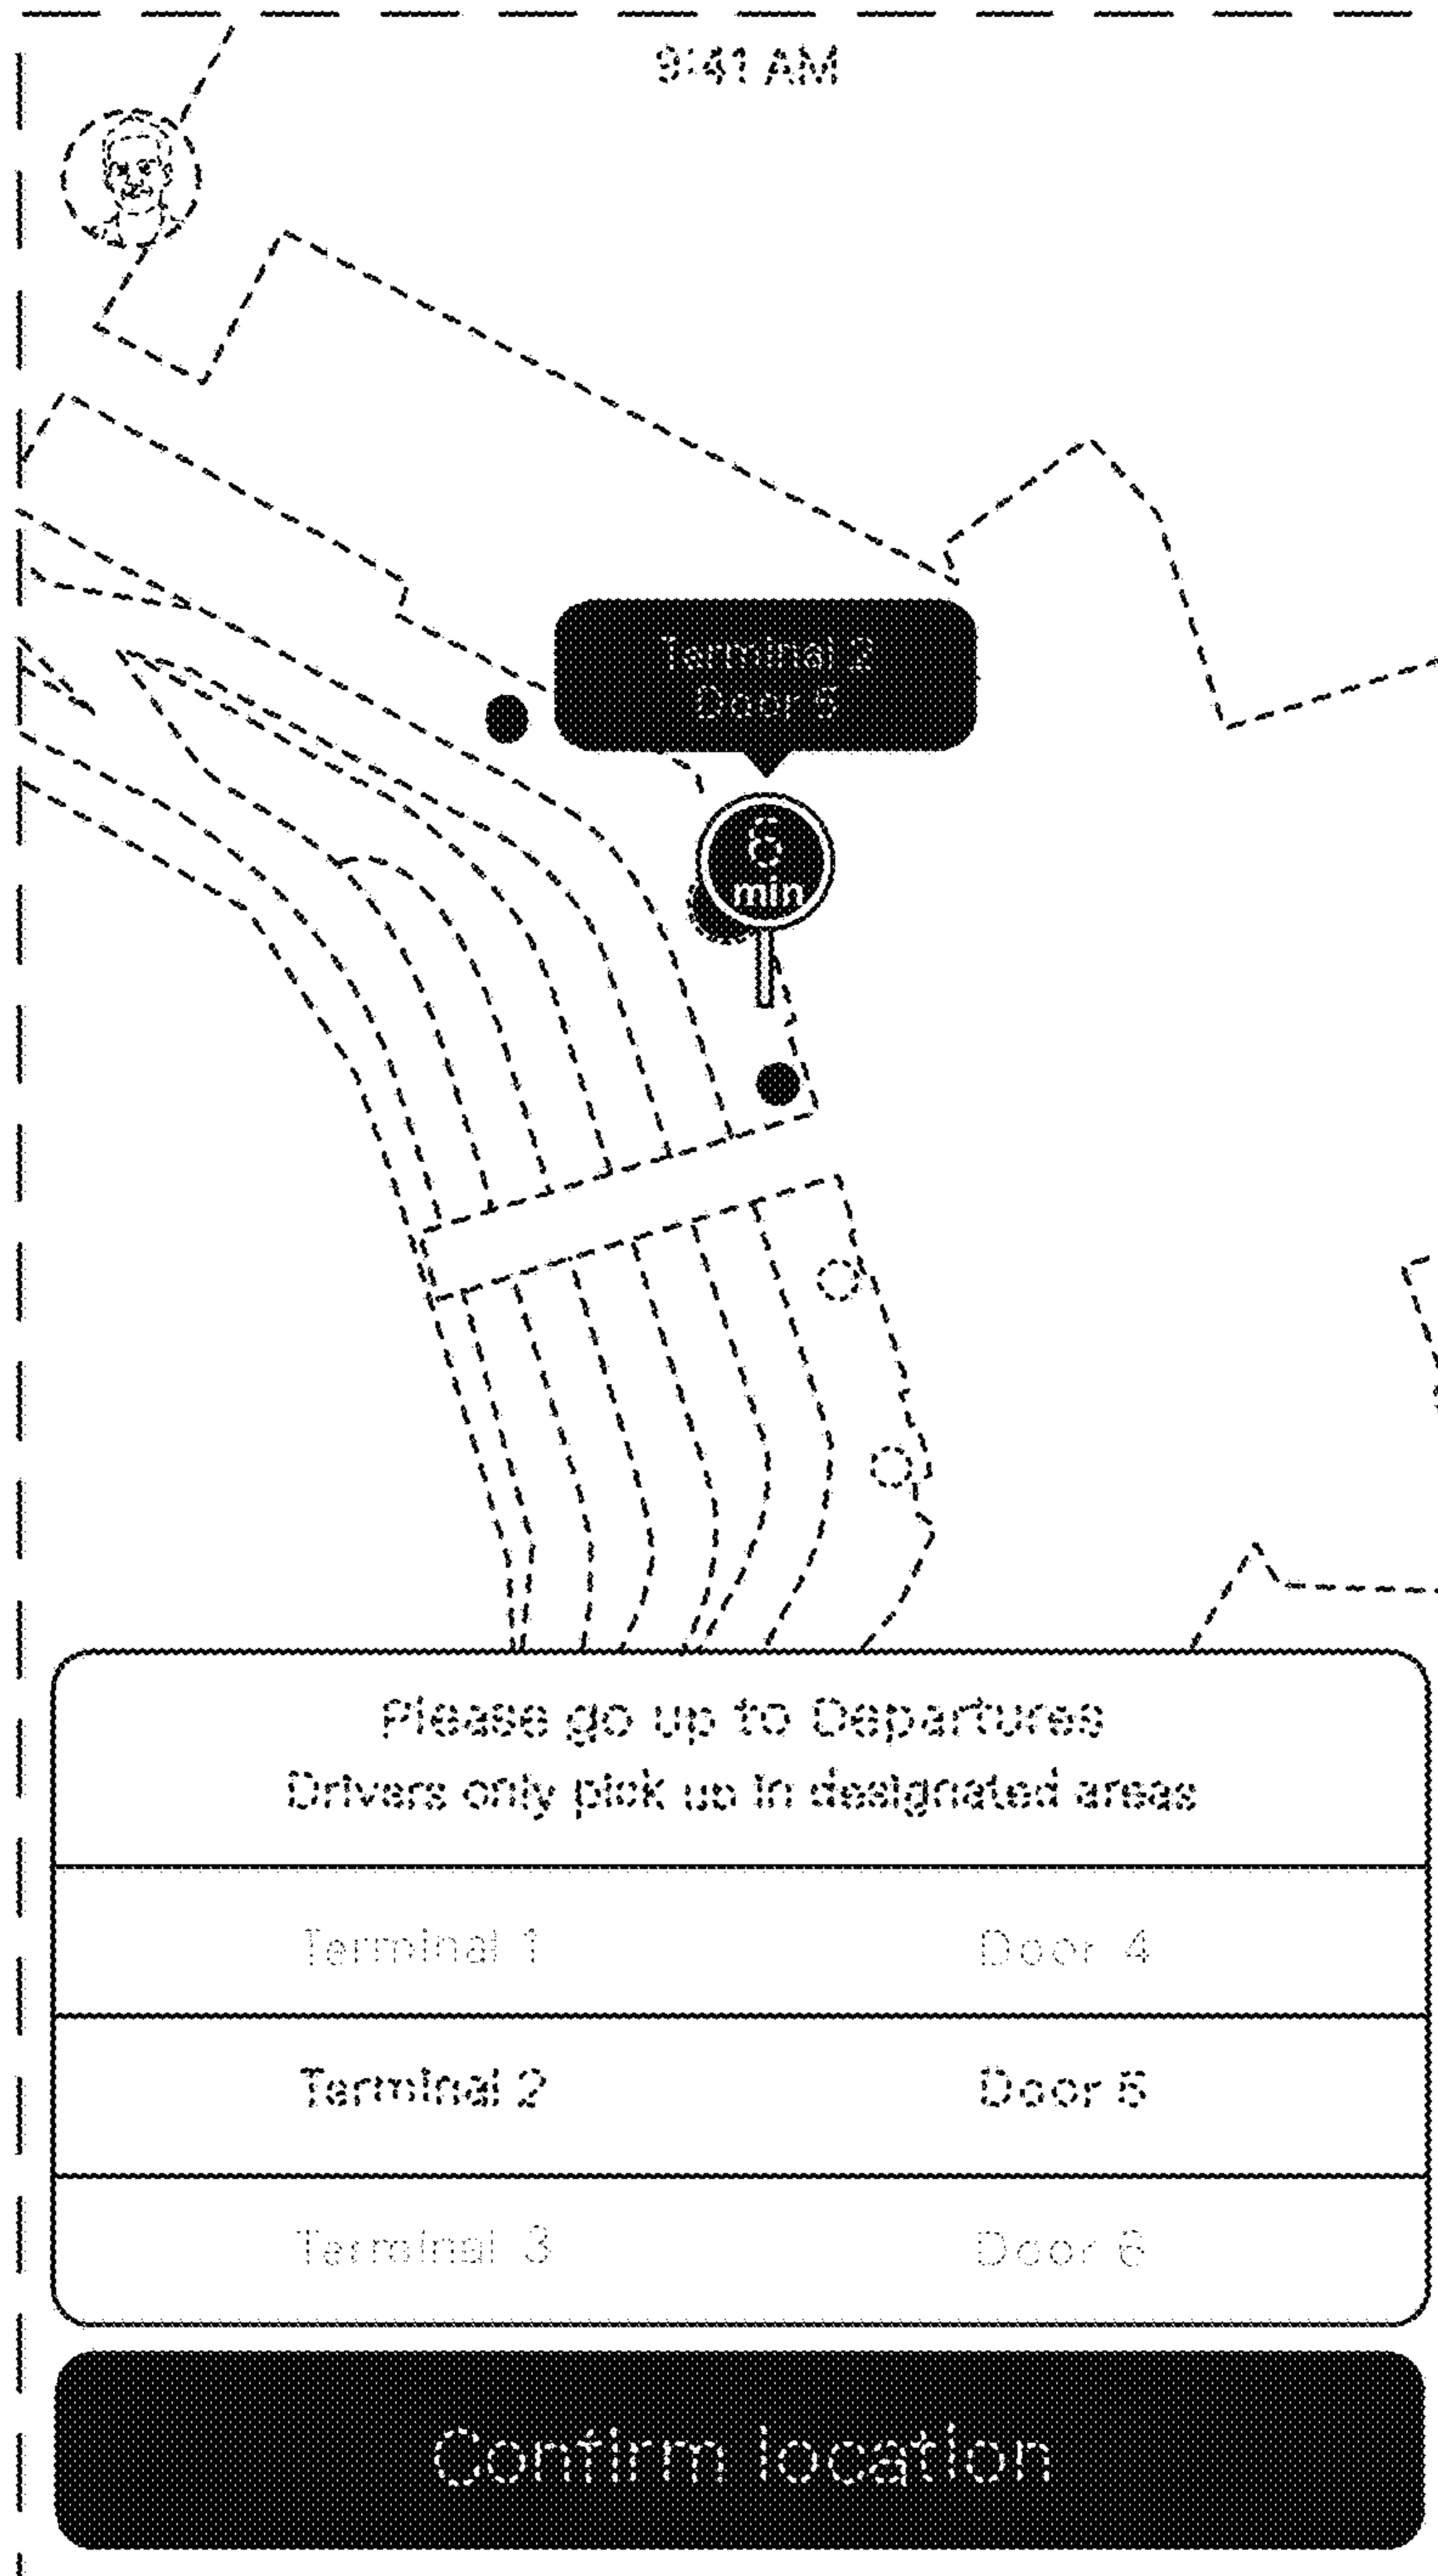 9:41 AM
Terminal 2
Door 5
6
min
Please go up to Departures
Drivers only pick up in designated areas
Terminal 1 Door 4
Terminal 2 Door 5
Terminal 3 Door 6
Confirm location